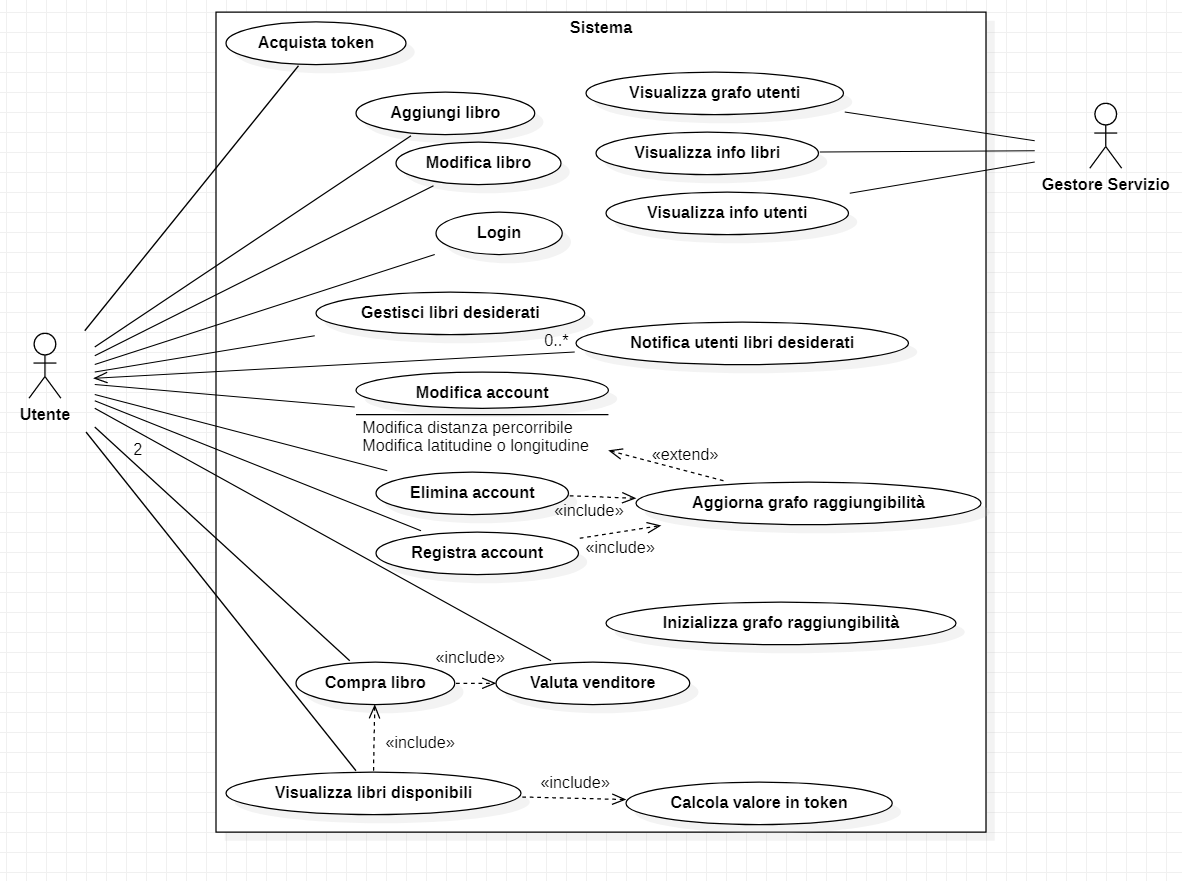 Sistema
Acquista token
Visualizza grafo utenti
Aggiungi libro
Visualizza info libri
Modifica libro
Gestore Servizio
Visualizza info utenti
Login
Gestisci libri desiderati
0..*
Notifica utenti libri desiderati
Utente
Modifica account
Modifica distanza percorribile
Modifica latitudine o longitudine
2
«extend»
Elimina account
«include»
Aggiorna grafo raggiungibilità
Registra account
«include»
Inizializza grafo raggiungibilità
«include»
Compra libro
Valuta venditore
«include»
Visualizza libri disponibili
«include»
Calcola valore in token